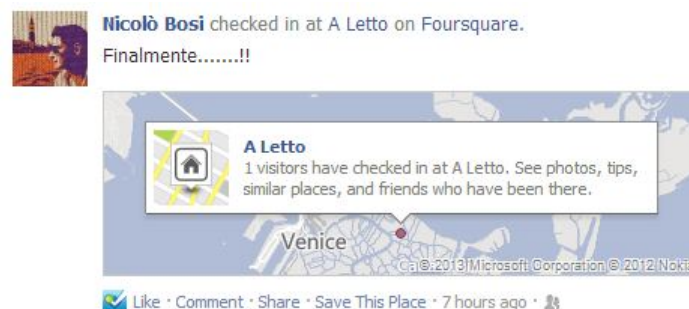 Nicolò Bosi checked in at A Letto on Foursquare.
Finalmente.......!!
A Letto
1 visitors have checked in at A Letto. See photos, tips,
similar places, and friends who have been there.
Venice
© 2013 Microsoft Corporation © 2012 Nokia
Like · Comment · Share · Save This Place · 7 hours ago ·